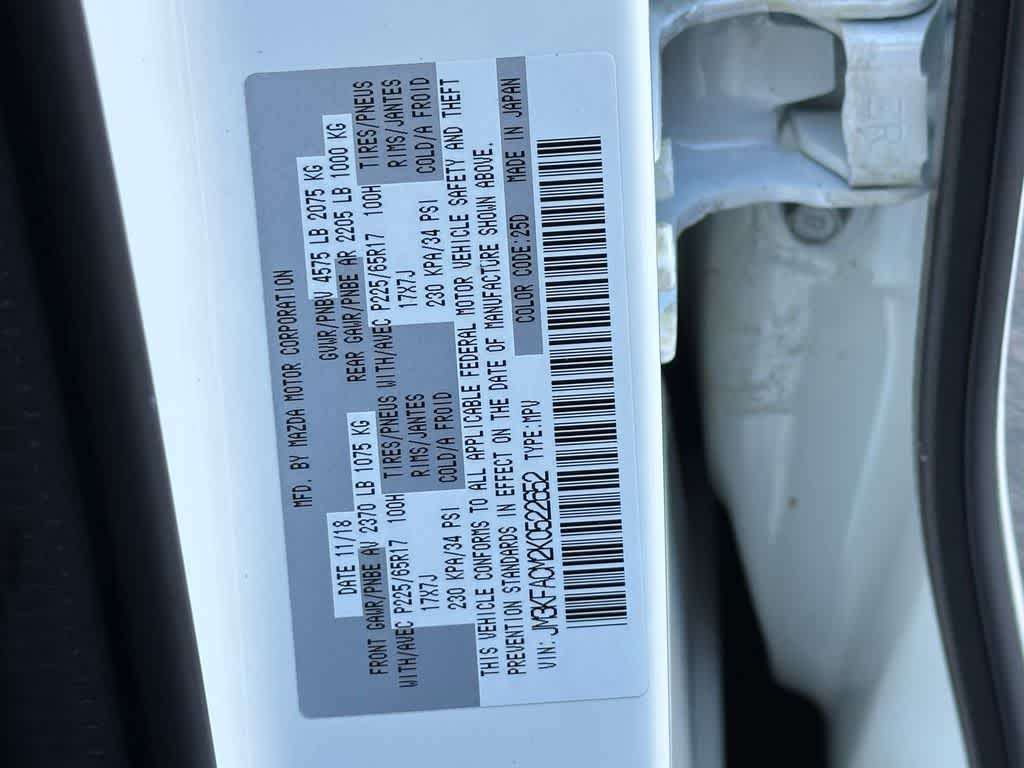 MFD. BY MAZDA MOTOR CORPORATION
DATE 11/18 GVWR/PNBV 4575 LB 2075 KG
FRONT GAWR/PNBE AV 2370 LB 1075 KG REAR GAWR/PNBE AR 2205 LB 1000 KG
WITH/AVEC P225/65R17 100H TIRES/PNEUS WITH/AVEC P225/65R17 100H TIRES/PNEUS
17X7J RIMS/JANTES 17X7J RIMS/JANTES
230 KPA/34 PSI COLD/A FROID 230 KPA/34 PSI COLD/A FROID
THIS VEHICLE CONFORMS TO ALL APPLICABLE FEDERAL MOTOR VEHICLE SAFETY AND THEFT
PREVENTION STANDARDS IN EFFECT ON THE DATE OF MANUFACTURE SHOWN ABOVE.
VIN: JM3KFACM2K0522652 TYPE:MPV COLOR CODE:25D MADE IN JAPAN